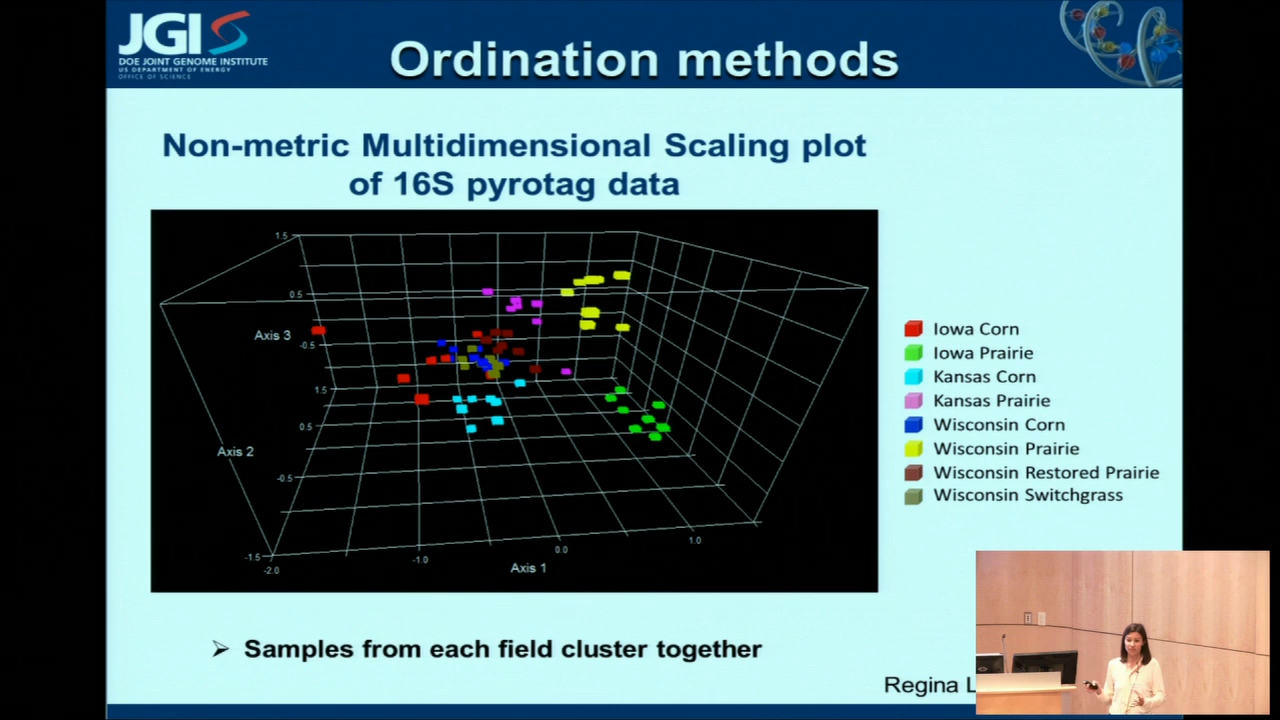 JGI
DOE JOINT GENOME INSTITUTE
US DEPARTMENT OF ENERGY
OFFICE OF SCIENCE
Ordination methods
Non-metric Multidimensional Scaling plot
of 16S pyrotag data
1.5
0.5
Axis 3
-0.5
1.5
0.5
Axis 2
-0.5
-1.5
-2.0
-1.0
0.0
1.0
Axis 1
Iowa Corn
Iowa Prairie
Kansas Corn
Kansas Prairie
Wisconsin Corn
Wisconsin Prairie
Wisconsin Restored Prairie
Wisconsin Switchgrass
➢ Samples from each field cluster together
Regina L